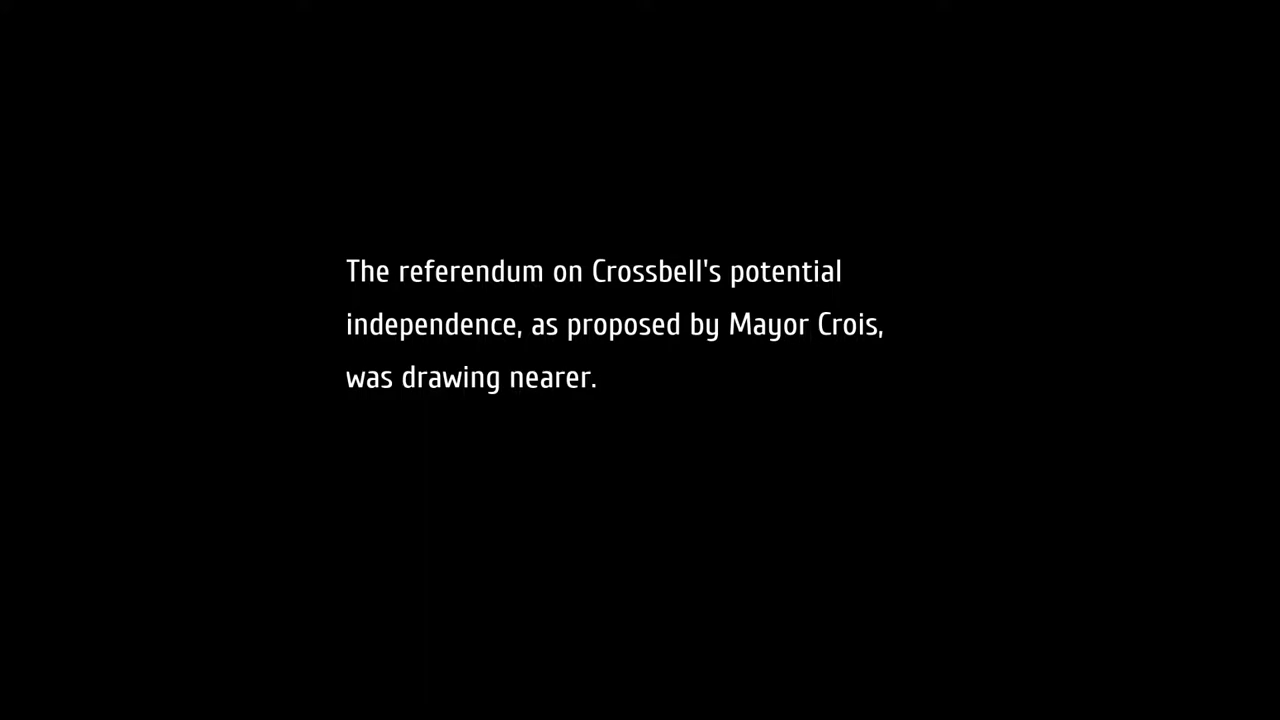 The referendum on Crossbell's potential
independence, as proposed by Mayor Crois,
was drawing nearer.